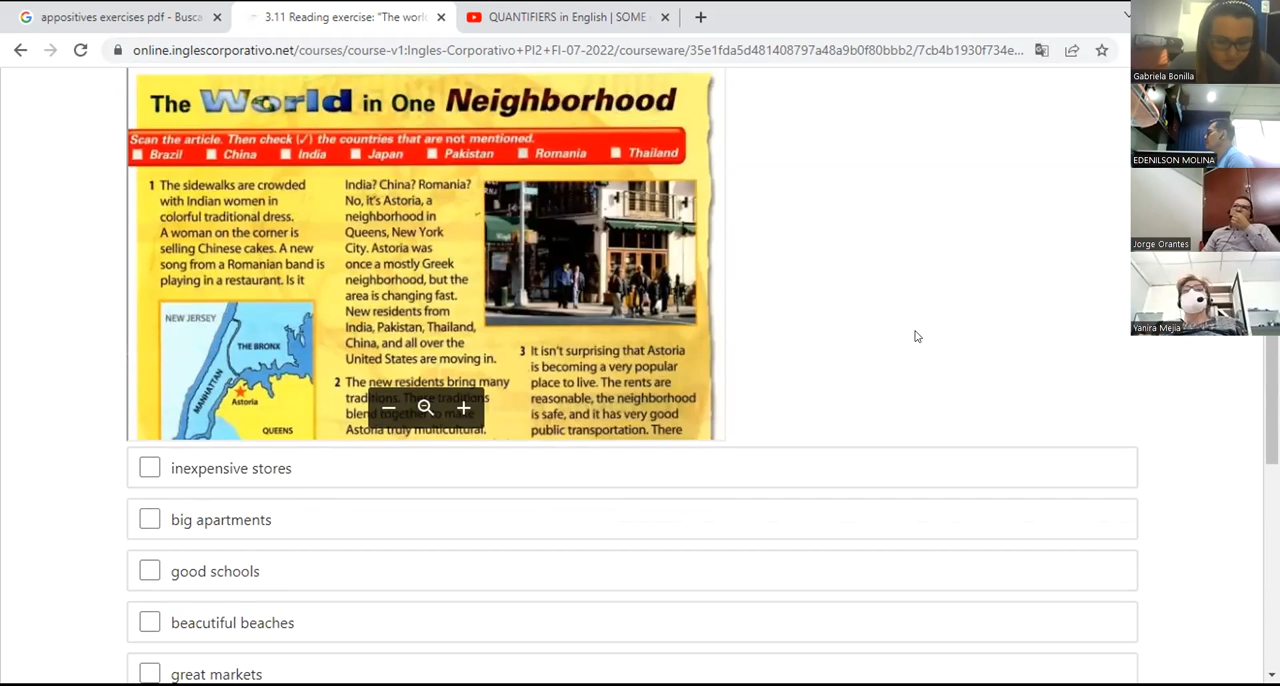 appositives exercises pdf - Busca
3.11 Reading exercise: "The worl
QUANTIFIERS in English | SOME
online.inglescorporativo.net/courses/course-v1:Ingles-Corporativo+PI2+FI-07-2022/courseware/35e1fda5d481408797a48a9b0f80bbb2/7cb4b1930f734e...
The World in One Neighborhood
Scan the article. Then check (✓) the countries that are not mentioned.
Brazil China India Japan Pakistan Romania Thailand
1 The sidewalks are crowded
with Indian women in
colorful traditional dress.
A woman on the corner is
selling Chinese cakes. A new
song from a Romanian band is
playing in a restaurant. Is it
India? China? Romania?
No, it's Astoria, a
neighborhood in
Queens, New York
City. Astoria was
once a mostly Greek
neighborhood, but the
area is changing fast.
New residents from
India, Pakistan, Thailand,
China, and all over the
United States are moving in.
2 The new residents bring many
traditions. These traditions
blend together to make
Astoria truly multicultural.
3 It isn't surprising that Astoria
is becoming a very popular
place to live. The rents are
reasonable, the neighborhood
is safe, and it has very good
public transportation. There
NEW JERSEY
THE BRONX
MANHATTAN
Astoria
QUEENS
inexpensive stores
big apartments
good schools
beacutiful beaches
great markets
Gabriela Bonilla
EDENILSON MOLINA
Jorge Orantes
Yanira Mejia